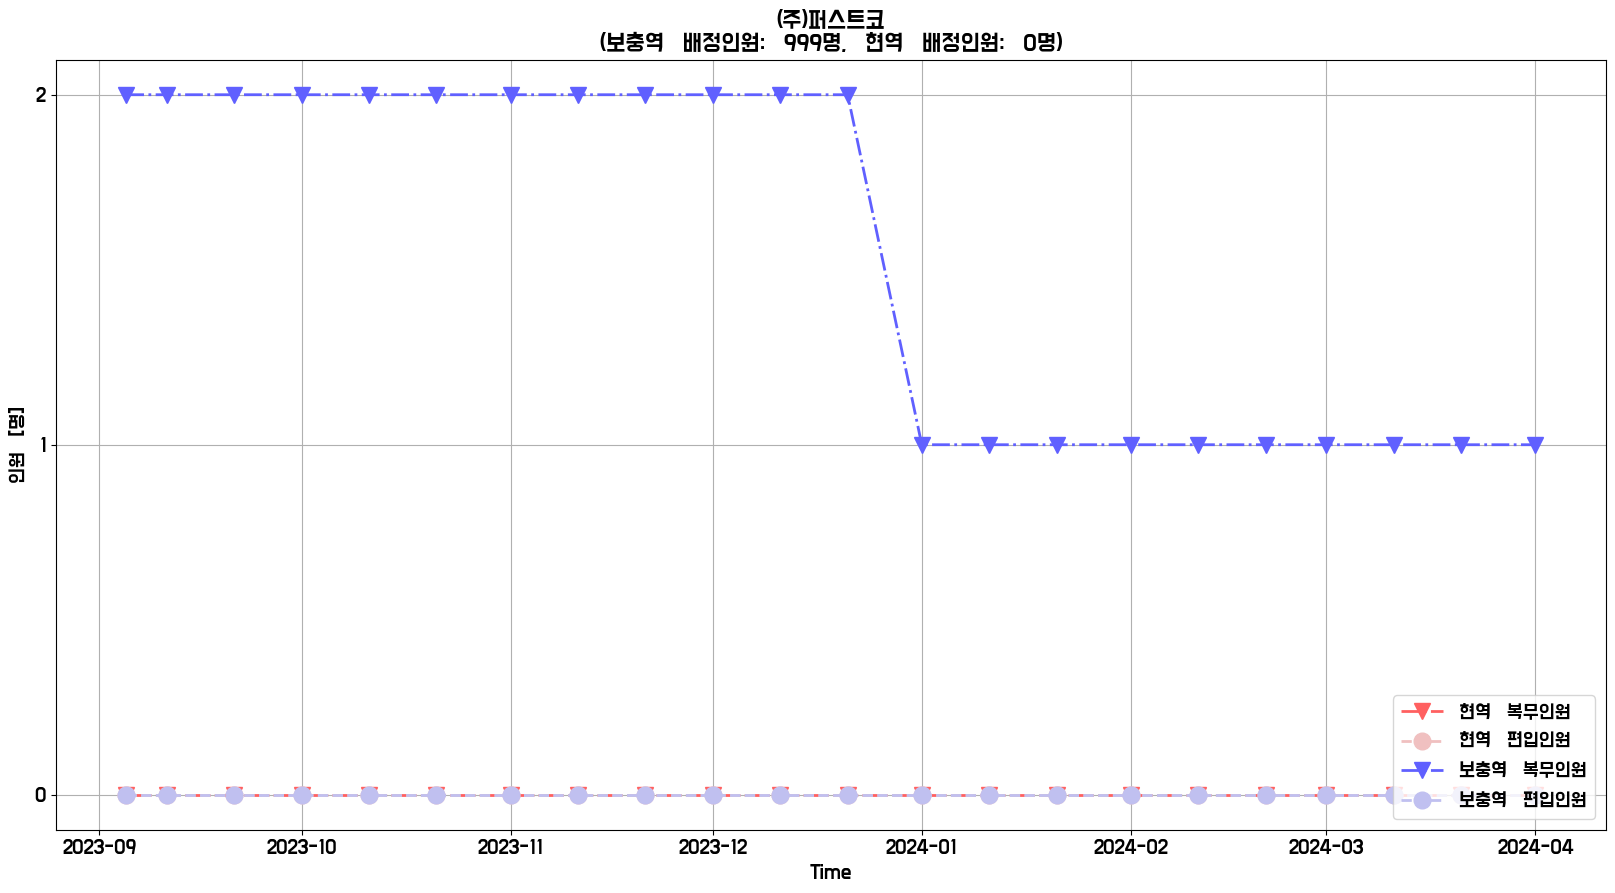 (주)퍼스트코
(보충역 배정인원: 999명, 현역 배정인원: 0명)
인원 [명]
2
1
0
2023-09 2023-10 2023-11 2023-12 2024-01 2024-02 2024-03 2024-04
Time
현역 복무인원
현역 편입인원
보충역 복무인원
보충역 편입인원